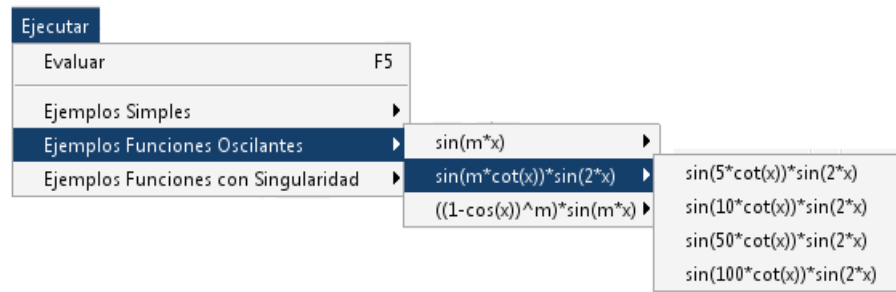 Ejecutar
Evaluar F5
Ejemplos Simples
Ejemplos Funciones Oscilantes
Ejemplos Funciones con Singularidad
sin(m*x)
sin(m*cot(x))*sin(2*x)
((1-cos(x))^m)*sin(m*x)
sin(5*cot(x))*sin(2*x)
sin(10*cot(x))*sin(2*x)
sin(50*cot(x))*sin(2*x)
sin(100*cot(x))*sin(2*x)